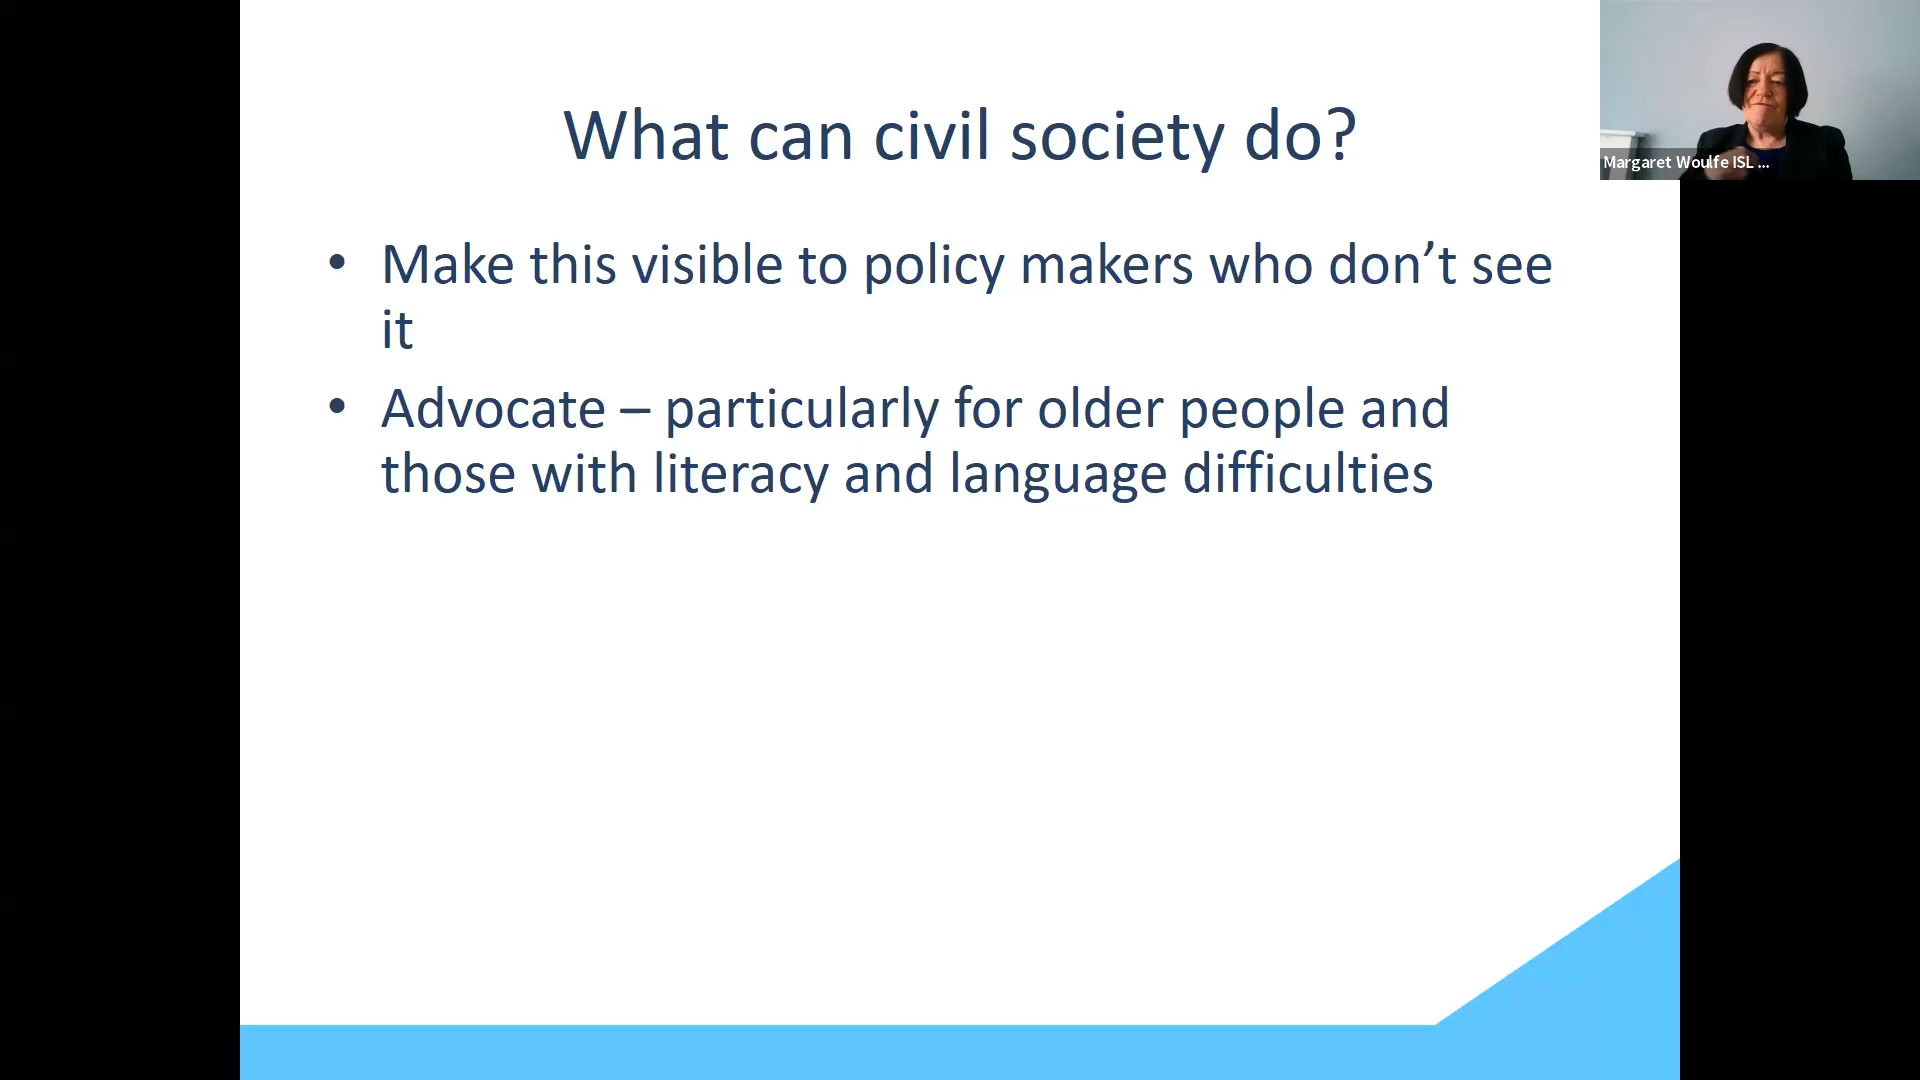 What can civil society do?
• Make this visible to policy makers who don’t see
it
• Advocate – particularly for older people and
those with literacy and language difficulties
Margaret Woulfe ISL ...